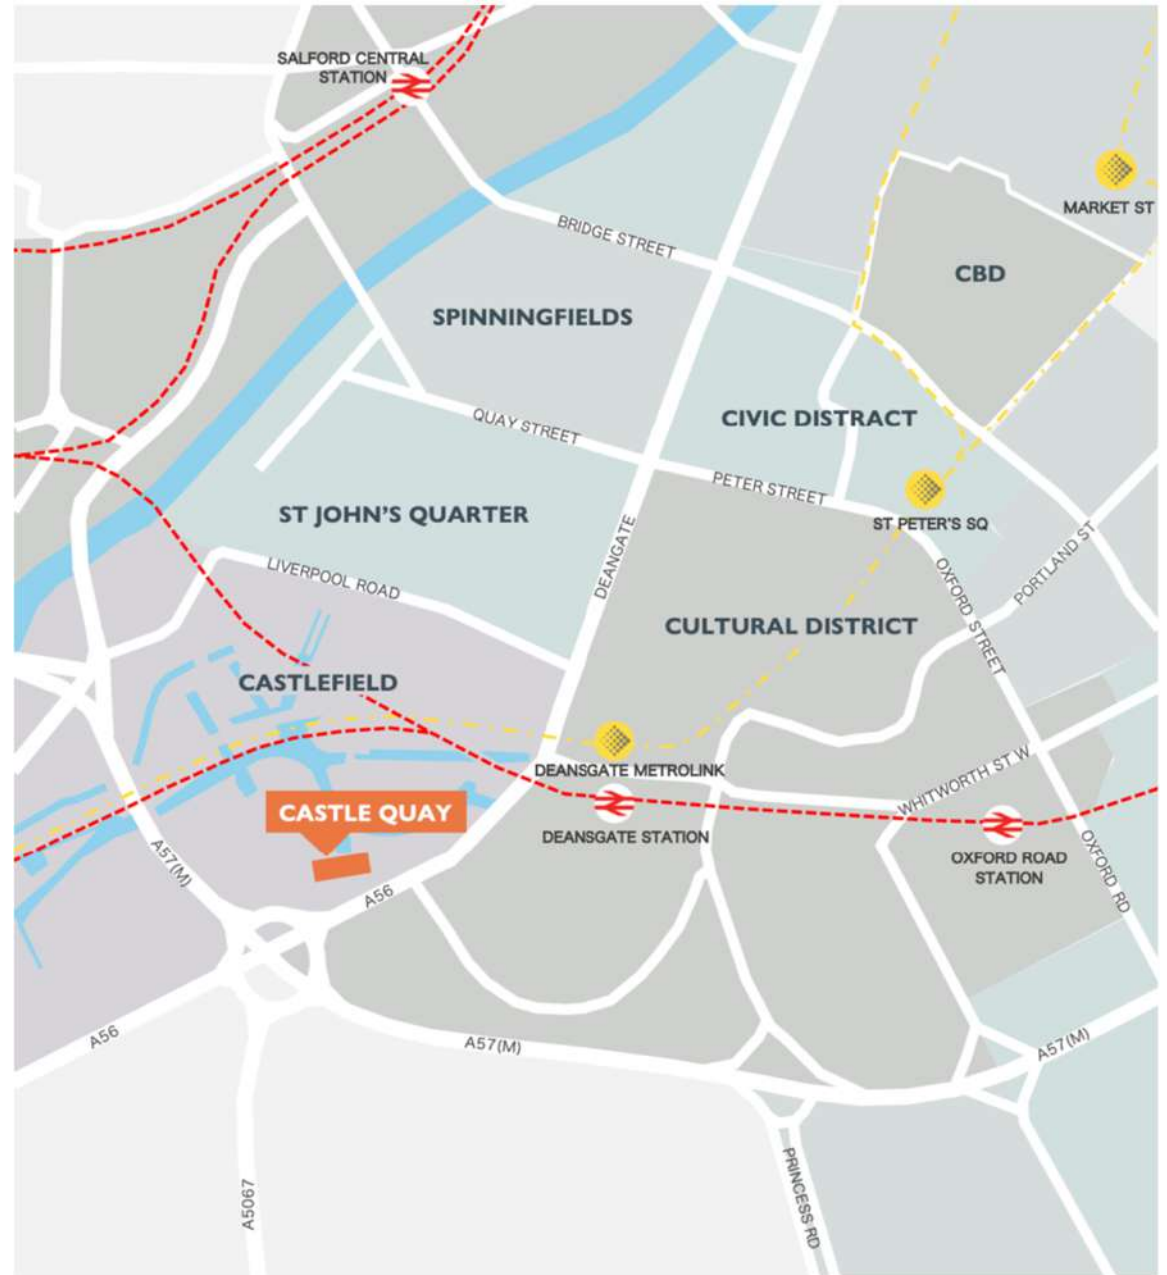 SALFORD CENTRAL
STATION
MARKET ST
BRIDGE STREET
CBD
SPINNINGFIELDS
QUAY STREET
CIVIC DISTRACT
PETER STREET
ST PETER'S SQ
ST JOHN'S QUARTER
DEANGATE
LIVERPOOL ROAD
OXFORD STREET
PORTLAND ST
CULTURAL DISTRICT
CASTLEFIELD
DEANSGATE METROLINK
WHITWORTH ST W
CASTLE QUAY
DEANSGATE STATION
OXFORD ROAD
STATION
OXFORD RD
A57(M)
A56
A56
A57(M)
A57(M)
A5067
PRINCESS RD